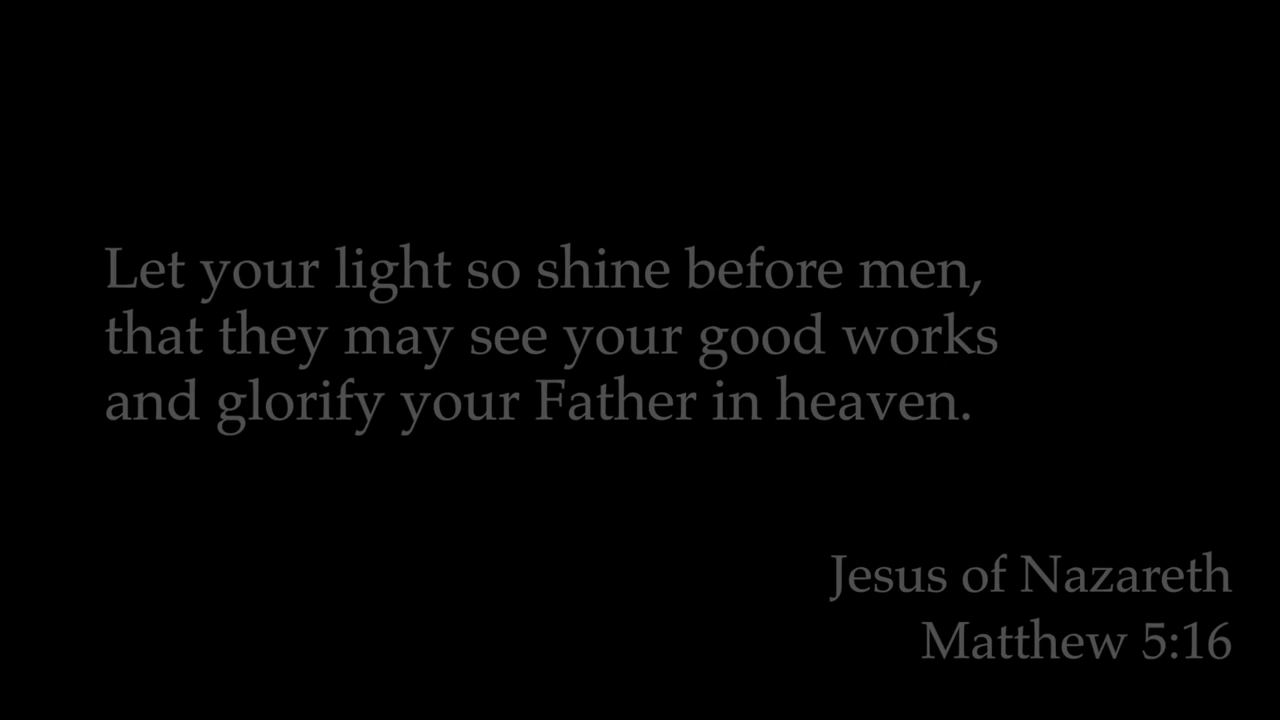 Let your light so shine before men,
that they may see your good works
and glorify your Father in heaven.
Jesus of Nazareth
Matthew 5:16